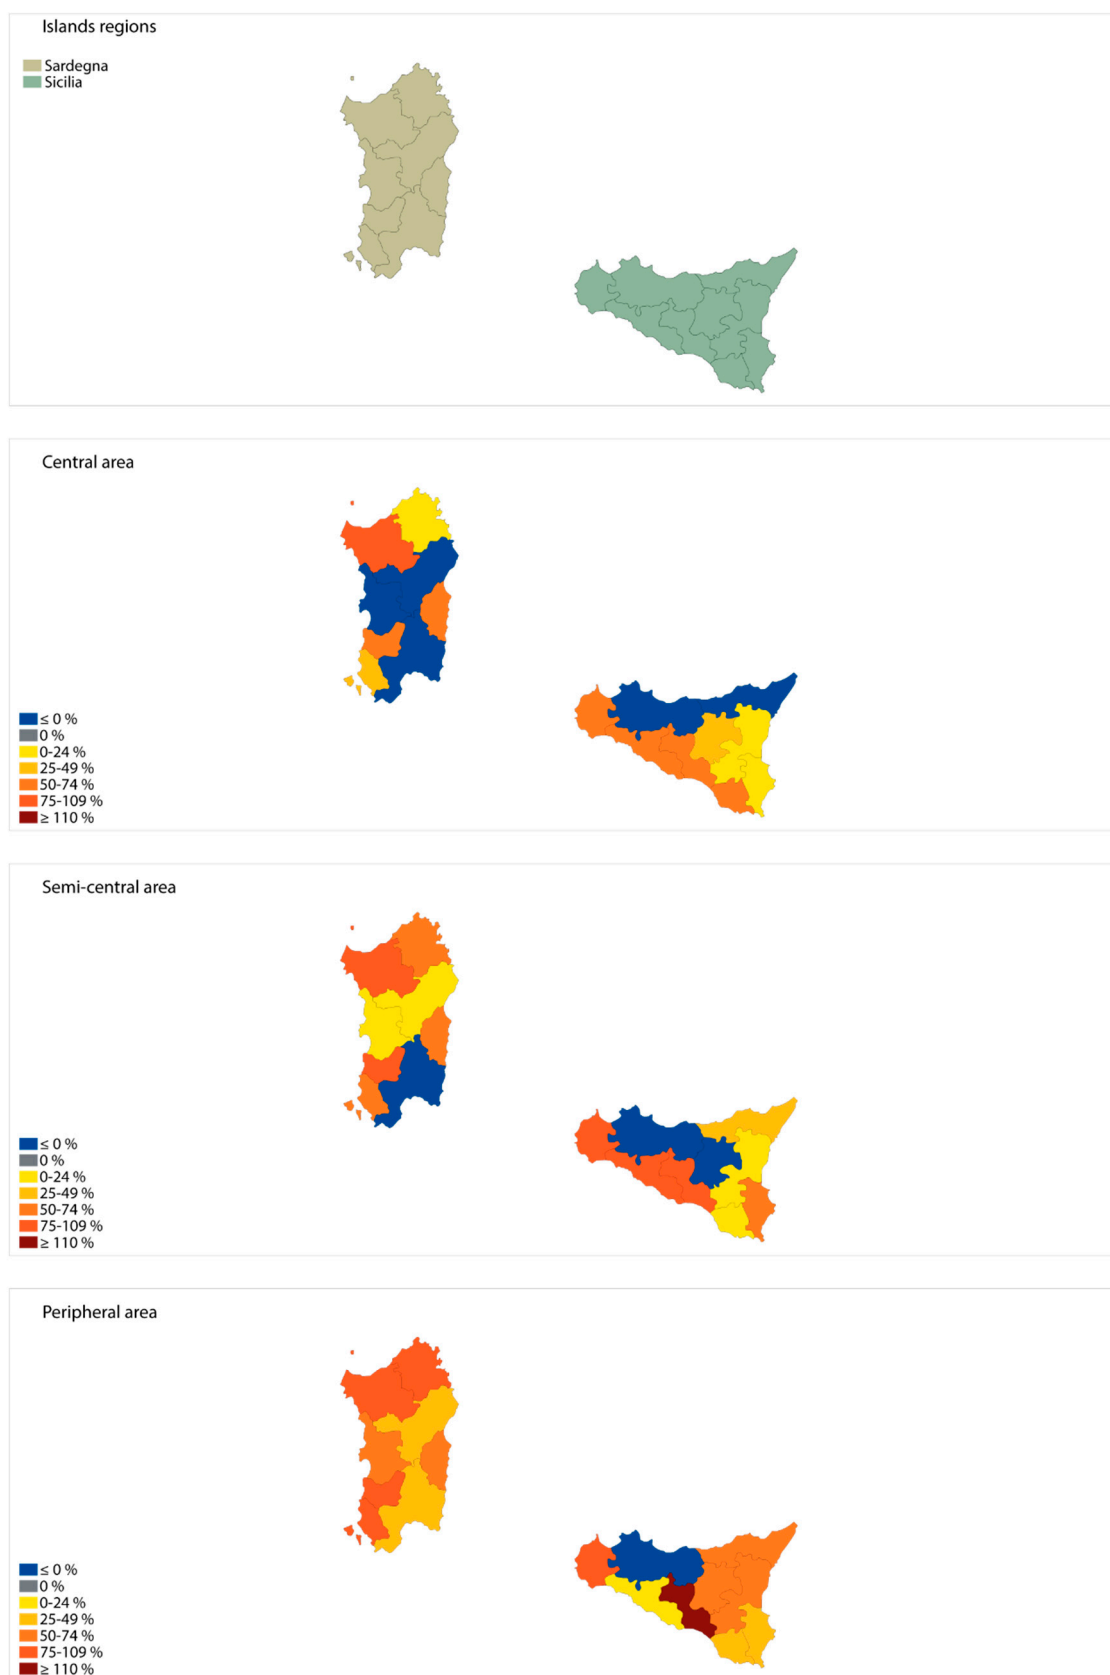 Islands regions
Sardegna
Sicilia
Central area
≤ 0 %
0 %
0-24 %
25-49 %
50-74 %
75-109 %
≥ 110 %
Semi-central area
≤ 0 %
0 %
0-24 %
25-49 %
50-74 %
75-109 %
≥ 110 %
Peripheral area
≤ 0 %
0 %
0-24 %
25-49 %
50-74 %
75-109 %
≥ 110 %